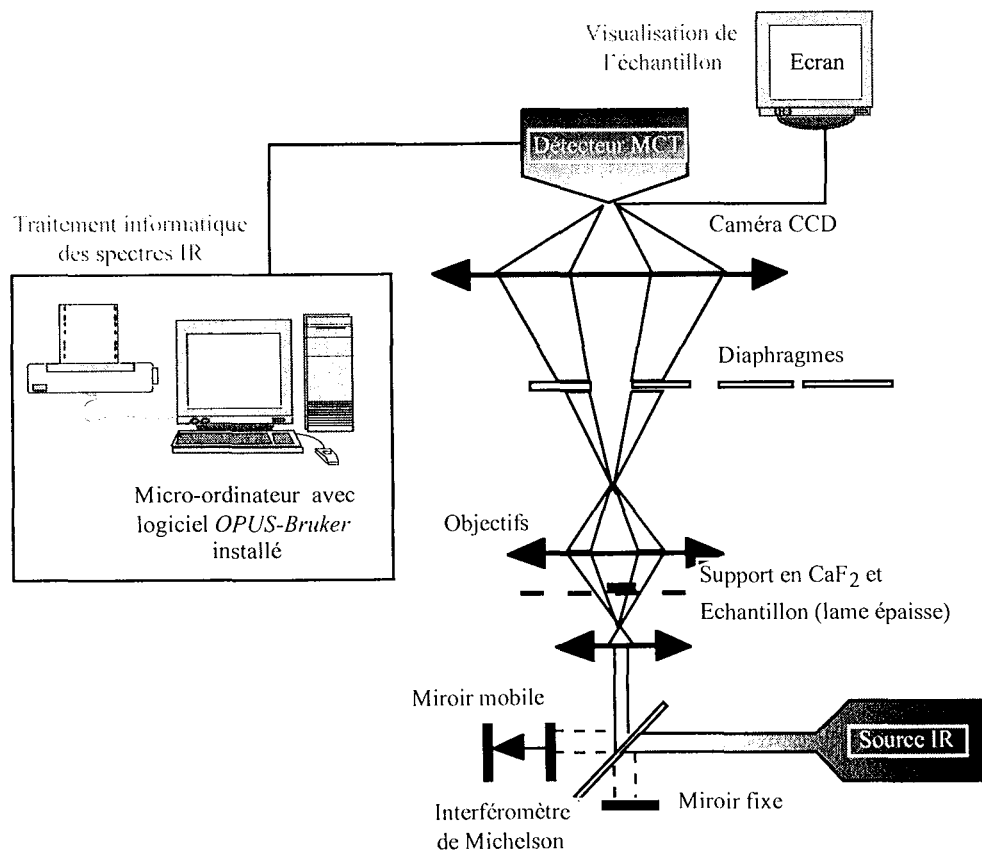 Visualisation de
l'échantillon
Ecran
Détecteur MCT
Caméra CCD
Traitement informatique
des spectres IR
Diaphragmes
Micro-ordinateur avec
logiciel OPUS-Bruker
installé
Objectifs
Support en CaF2 et
Echantillon (lame épaisse)
Miroir mobile
Source IR
Miroir fixe
Interféromètre
de Michelson